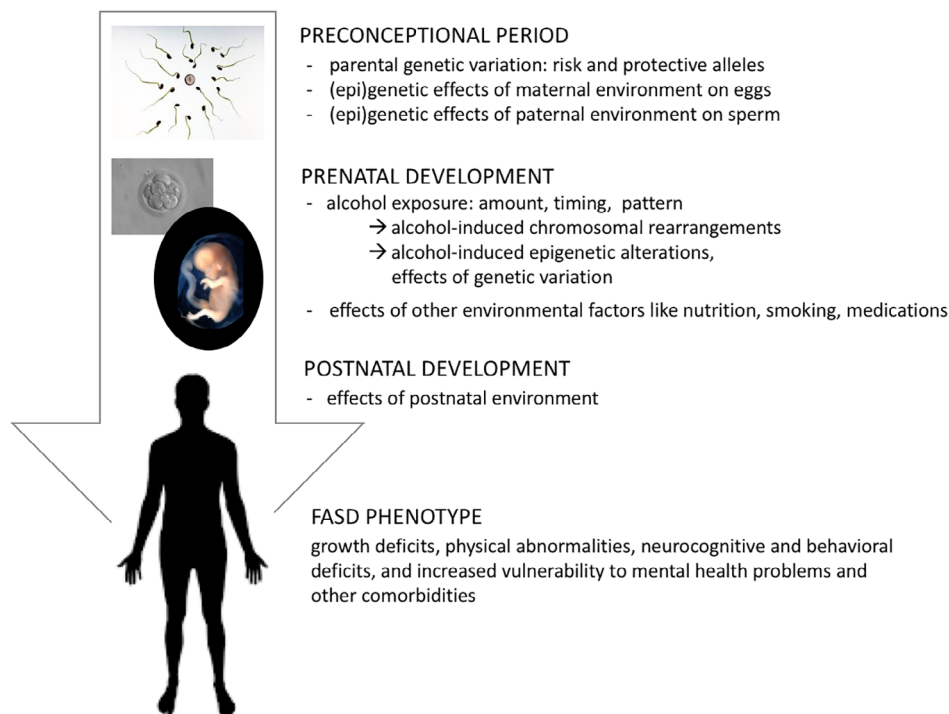 PRECONCEPTIONAL PERIOD
- parental genetic variation: risk and protective alleles
- (epi)genetic effects of maternal environment on eggs
- (epi)genetic effects of paternal environment on sperm
PRENATAL DEVELOPMENT
- alcohol exposure: amount, timing, pattern
→ alcohol-induced chromosomal rearrangements
→ alcohol-induced epigenetic alterations,
effects of genetic variation
- effects of other environmental factors like nutrition, smoking, medications
POSTNATAL DEVELOPMENT
- effects of postnatal environment
FASD PHENOTYPE
growth deficits, physical abnormalities, neurocognitive and behavioral
deficits, and increased vulnerability to mental health problems and
other comorbidities